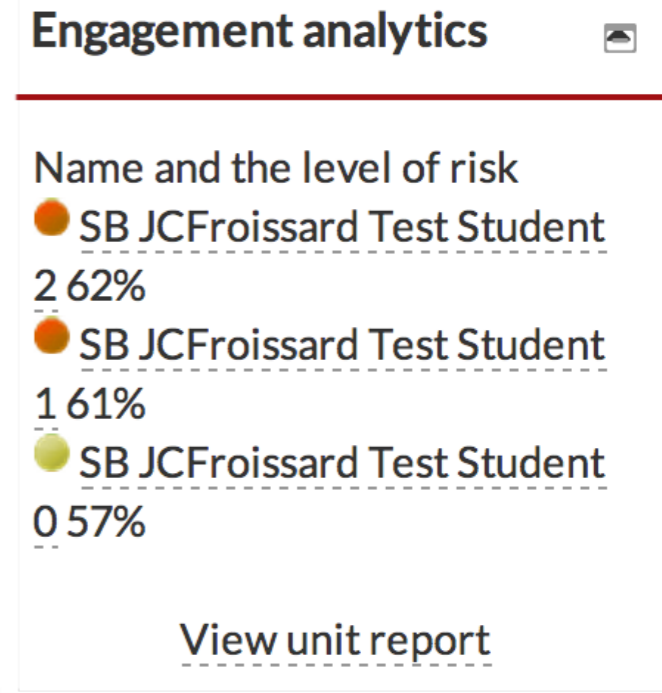 Engagement analytics
Name and the level of risk
SB JCFroissard Test Student
2 62%
SB JCFroissard Test Student
1 61%
SB JCFroissard Test Student
0 57%
View unit report